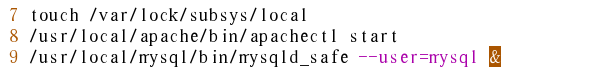 7 touch /var/lock/subsys/local
8 /usr/local/apache/bin/apachectl start
9 /usr/local/mysql/bin/mysqld_safe --user=mysql &